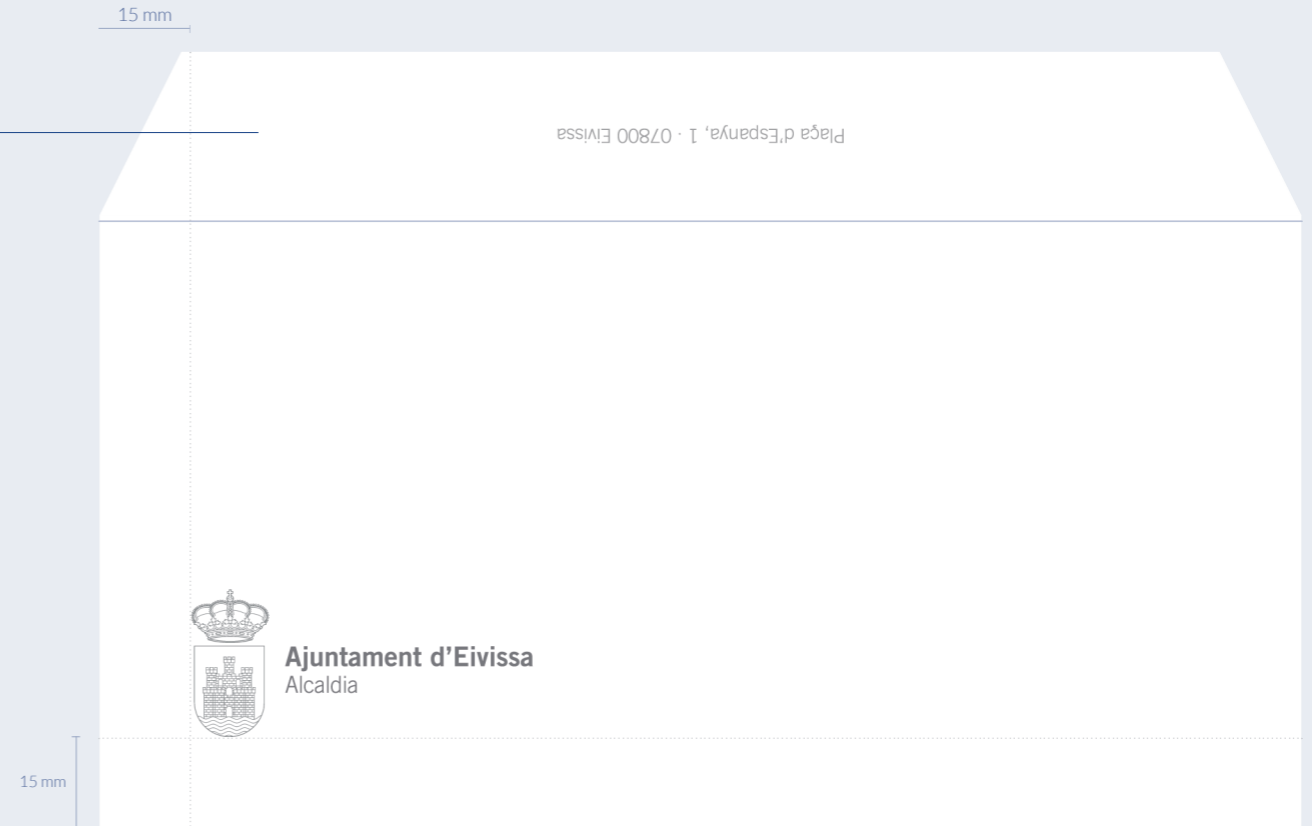 15 mm
Plaça d'Espanya, 1 · 07800 Eivissa
Ajuntament d’Eivissa
Alcaldia
15 mm